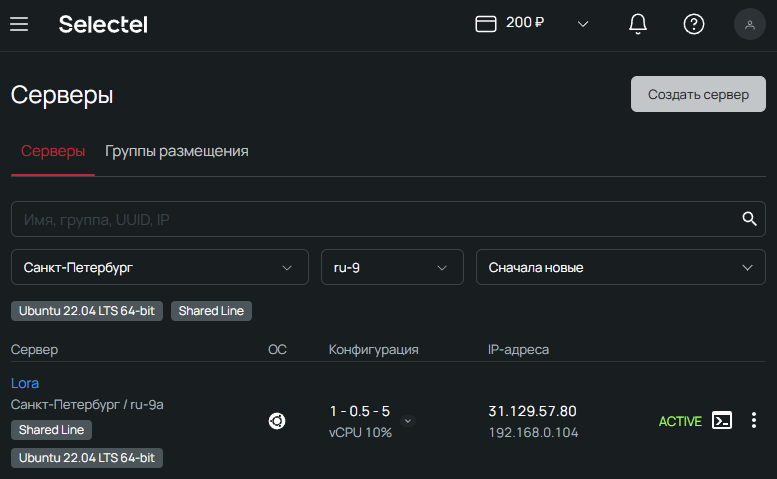 Selectel
200 ₽
Серверы
Создать сервер
Серверы
Группы размещения
Имя, группа, UUID, IP
Санкт-Петербург
ru-9
Сначала новые
Ubuntu 22.04 LTS 64-bit
Shared Line
Сервер
ОС
Конфигурация
IP-адреса
Lora
Санкт-Петербург / ru-9a
Shared Line
Ubuntu 22.04 LTS 64-bit
1 - 0.5 - 5
vCPU 10%
31.129.57.80
192.168.0.104
ACTIVE